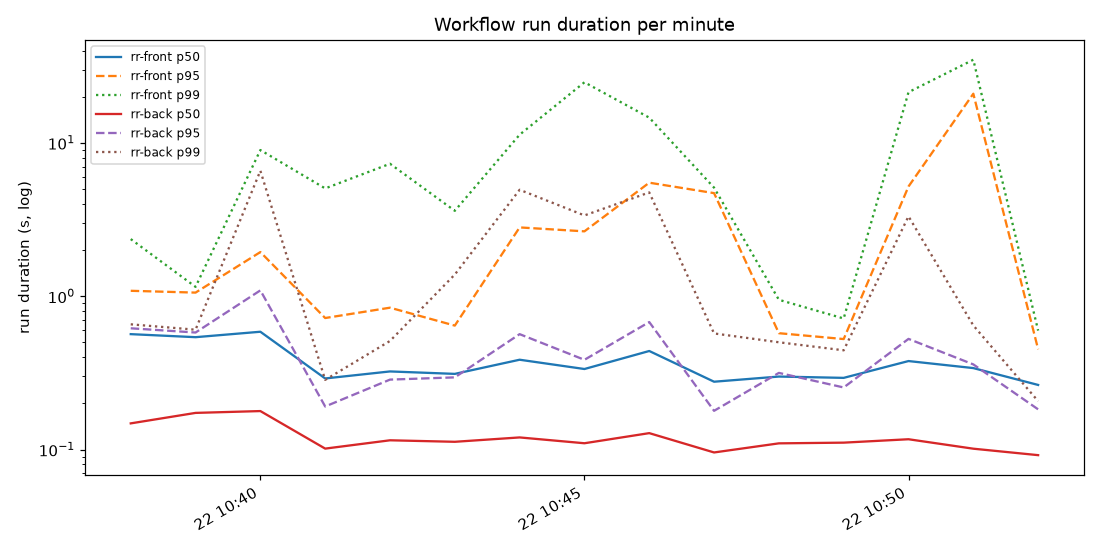 Workflow run duration per minute
rr-front p50
rr-front p95
rr-front p99
rr-back p50
rr-back p95
rr-back p99
run duration (s, log)
10¹
10⁰
10⁻¹
22 10:40
22 10:45
22 10:50